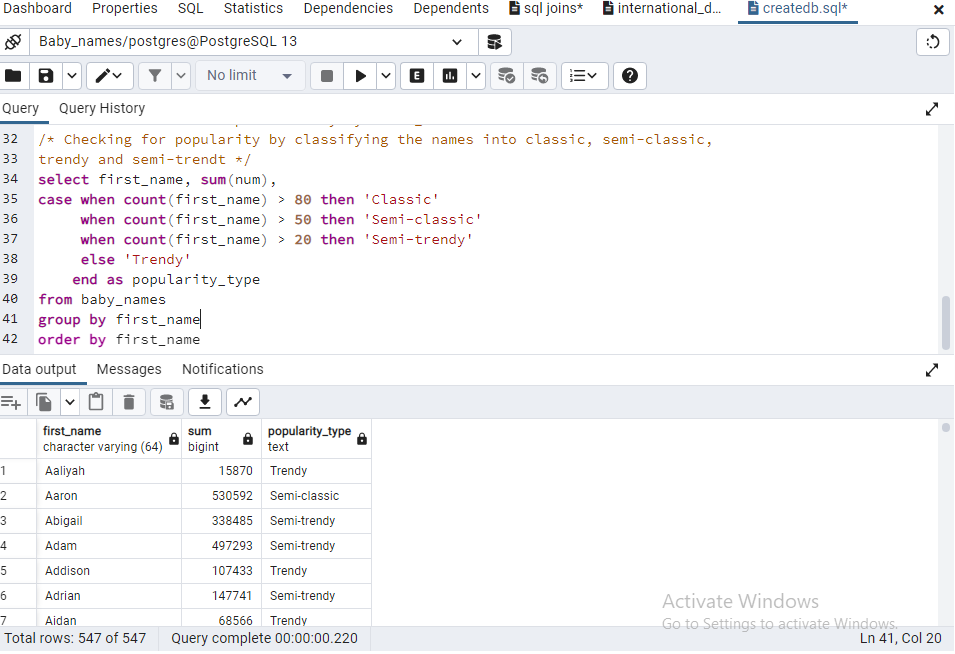 Dashboard Properties SQL Statistics Dependencies Dependents sql joins* international_d... createdb.sql*
Baby_names/postgres@PostgreSQL 13
No limit E
Query Query History
32 /* Checking for popularity by classifying the names into classic, semi-classic,
33 trendy and semi-trendt */
34 select first_name, sum(num),
35 case when count(first_name) > 80 then 'Classic'
36 when count(first_name) > 50 then 'Semi-classic'
37 when count(first_name) > 20 then 'Semi-trendy'
38 else 'Trendy'
39 end as popularity_type
40 from baby_names
41 group by first_name
42 order by first_name
Data output Messages Notifications
first_name sum popularity_type
character varying (64) bigint text
1 Aaliyah 15870 Trendy
2 Aaron 530592 Semi-classic
3 Abigail 338485 Semi-trendy
4 Adam 497293 Semi-trendy
5 Addison 107433 Trendy
6 Adrian 147741 Semi-trendy
7 Aidan 68566 Trendy
Activate Windows
Go to Settings to activate Windows.
Total rows: 547 of 547 Query complete 00:00:00.220 Ln 41, Col 20